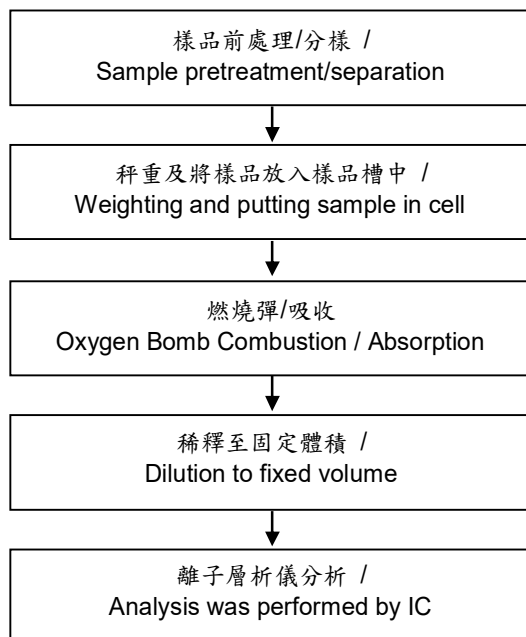 樣品前處理/分樣 /
Sample pretreatment/separation
秤重及將樣品放入樣品槽中 /
Weighting and putting sample in cell
燃燒彈/吸收
Oxygen Bomb Combustion / Absorption
稀釋至固定體積 /
Dilution to fixed volume
離子層析儀分析 /
Analysis was performed by IC